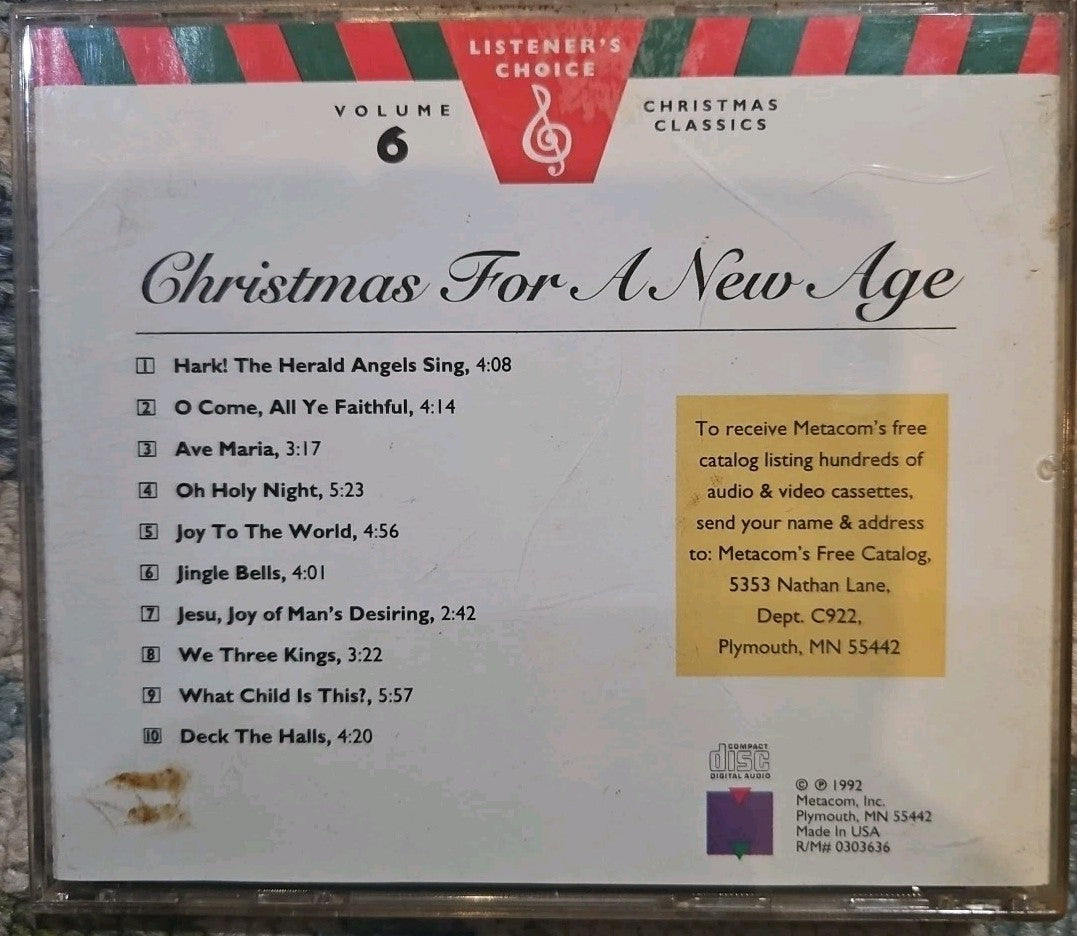 LISTENER'S
CHOICE
VOLUME
6
CHRISTMAS
CLASSICS
Christmas For A New Age
1 Hark! The Herald Angels Sing, 4:08
2 O Come, All Ye Faithful, 4:14
3 Ave Maria, 3:17
4 Oh Holy Night, 5:23
5 Joy To The World, 4:56
6 Jingle Bells, 4:01
7 Jesu, Joy of Man's Desiring, 2:42
8 We Three Kings, 3:22
9 What Child Is This?, 5:57
10 Deck The Halls, 4:20
To receive Metacom's free
catalog listing hundreds of
audio & video cassettes,
send your name & address
to: Metacom's Free Catalog,
5353 Nathan Lane,
Dept. C922,
Plymouth, MN 55442
COMPACT
disc
DIGITAL AUDIO
© ℗ 1992
Metacom, Inc.
Plymouth, MN 55442
Made In USA
R/M# 0303636